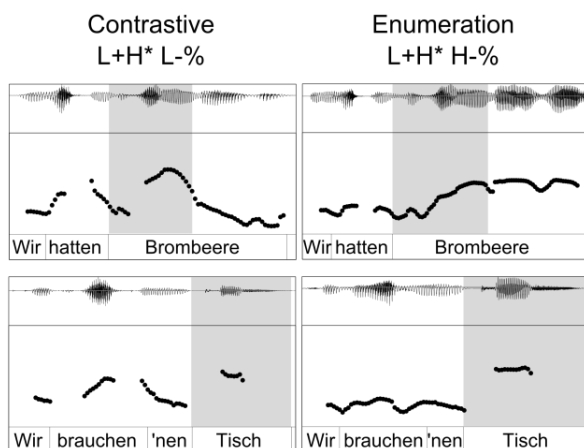 Contrastive
L+H* L-%
Enumeration
L+H* H-%
Wir hatten Brombeere
Wir hatten Brombeere
Wir brauchen 'nen Tisch
Wir brauchen 'nen Tisch